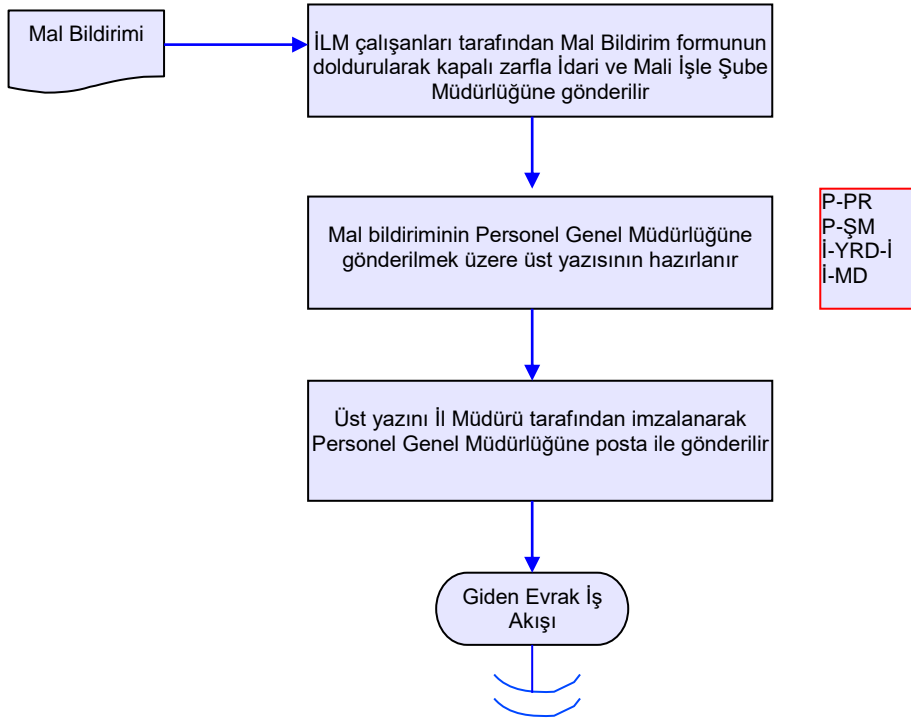 Mal Bildirimi
İLM çalışanları tarafından Mal Bildirim formunun
doldurularak kapalı zarfla İdari ve Mali İşle Şube
Müdürlüğüne gönderilir
Mal bildiriminin Personel Genel Müdürlüğüne
gönderilmek üzere üst yazısının hazırlanır
P-PR
P-ŞM
İ-YRD-İ
İ-MD
Üst yazını İl Müdürü tarafından imzalanarak
Personel Genel Müdürlüğüne posta ile gönderilir
Giden Evrak İş
Akışı